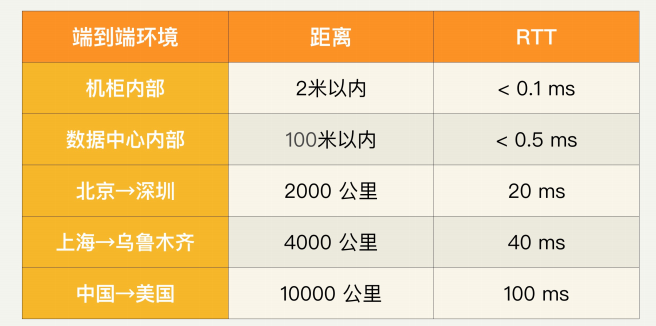 端到端环境 距离 RTT
机柜内部 2米以内 < 0.1 ms
数据中心内部 100米以内 < 0.5 ms
北京→深圳 2000 公里 20 ms
上海→乌鲁木齐 4000 公里 40 ms
中国→美国 10000 公里 100 ms